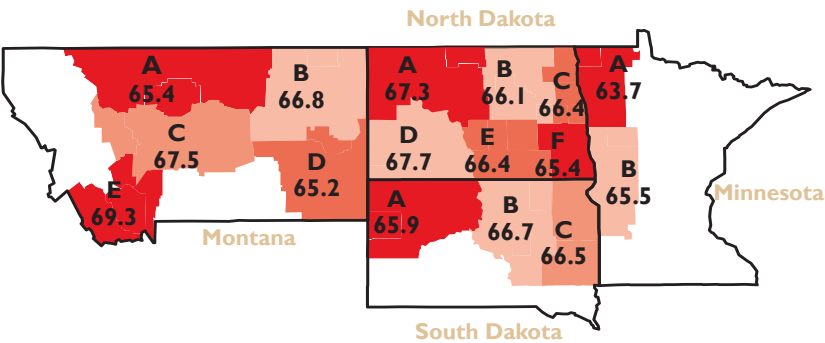 North Dakota
A
65.4
B
66.8
C
67.5
D
65.2
E
69.3
Montana
A
67.3
B
66.1
C
66.4
D
67.7
E
66.4
F
65.4
A
63.7
B
65.5
Minnesota
A
65.9
B
66.7
C
66.5
South Dakota